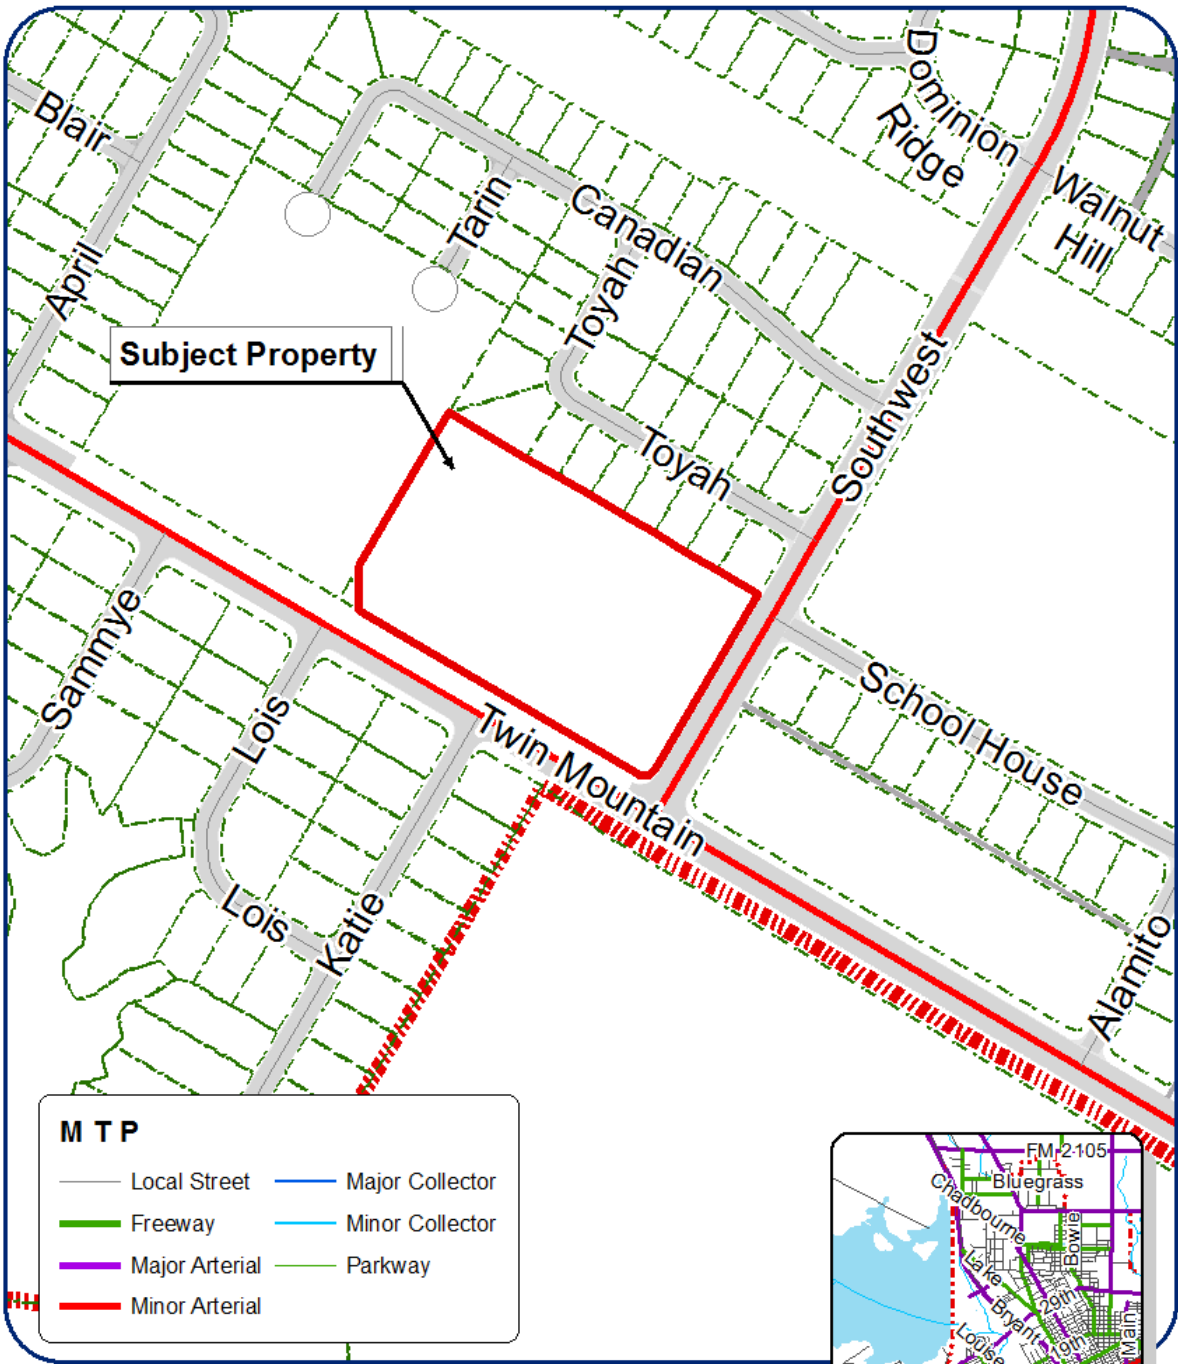 Dominion
Ridge
Blair
Walnut
Hill
Tarin
Canadian
April
Toyah
Subject Property
Southwest
Toyah
Sammye
School House
Lois
Twin Mountain
Lois
Katie
Alamito
MTP
Local Street
Major Collector
Freeway
Minor Collector
Major Arterial
Parkway
Minor Arterial
FM 2105
Bluegrass
Chadbourne
Bowie
Lake
29th
Bryant
Main
Louise
19th